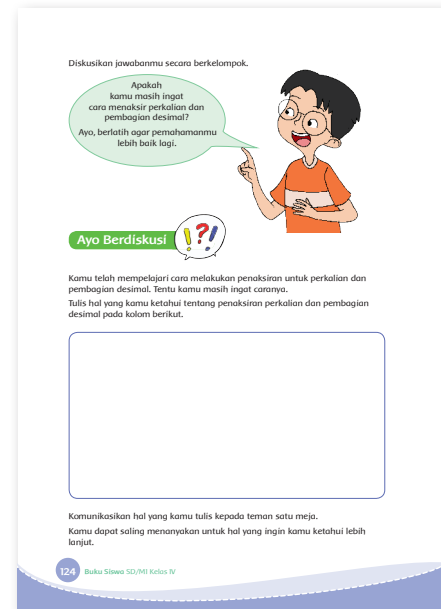 Diskusikan jawabanmu secara berkelompok.
Apakah
kamu masih ingat
cara menaksir perkalian dan
pembagian desimal?
Ayo, berlatih agar pemahamanmu
lebih baik lagi.
Ayo Berdiskusi
!?!
Kamu telah mempelajari cara melakukan penaksiran untuk perkalian dan
pembagian desimal. Tentu kamu masih ingat caranya.
Tulis hal yang kamu ketahui tentang penaksiran perkalian dan pembagian
desimal pada kolom berikut.
Komunikasikan hal yang kamu tulis kepada teman satu meja.
Kamu dapat saling menanyakan untuk hal yang ingin kamu ketahui lebih
lanjut.
124 Buku Siswa SD/MI Kelas IV